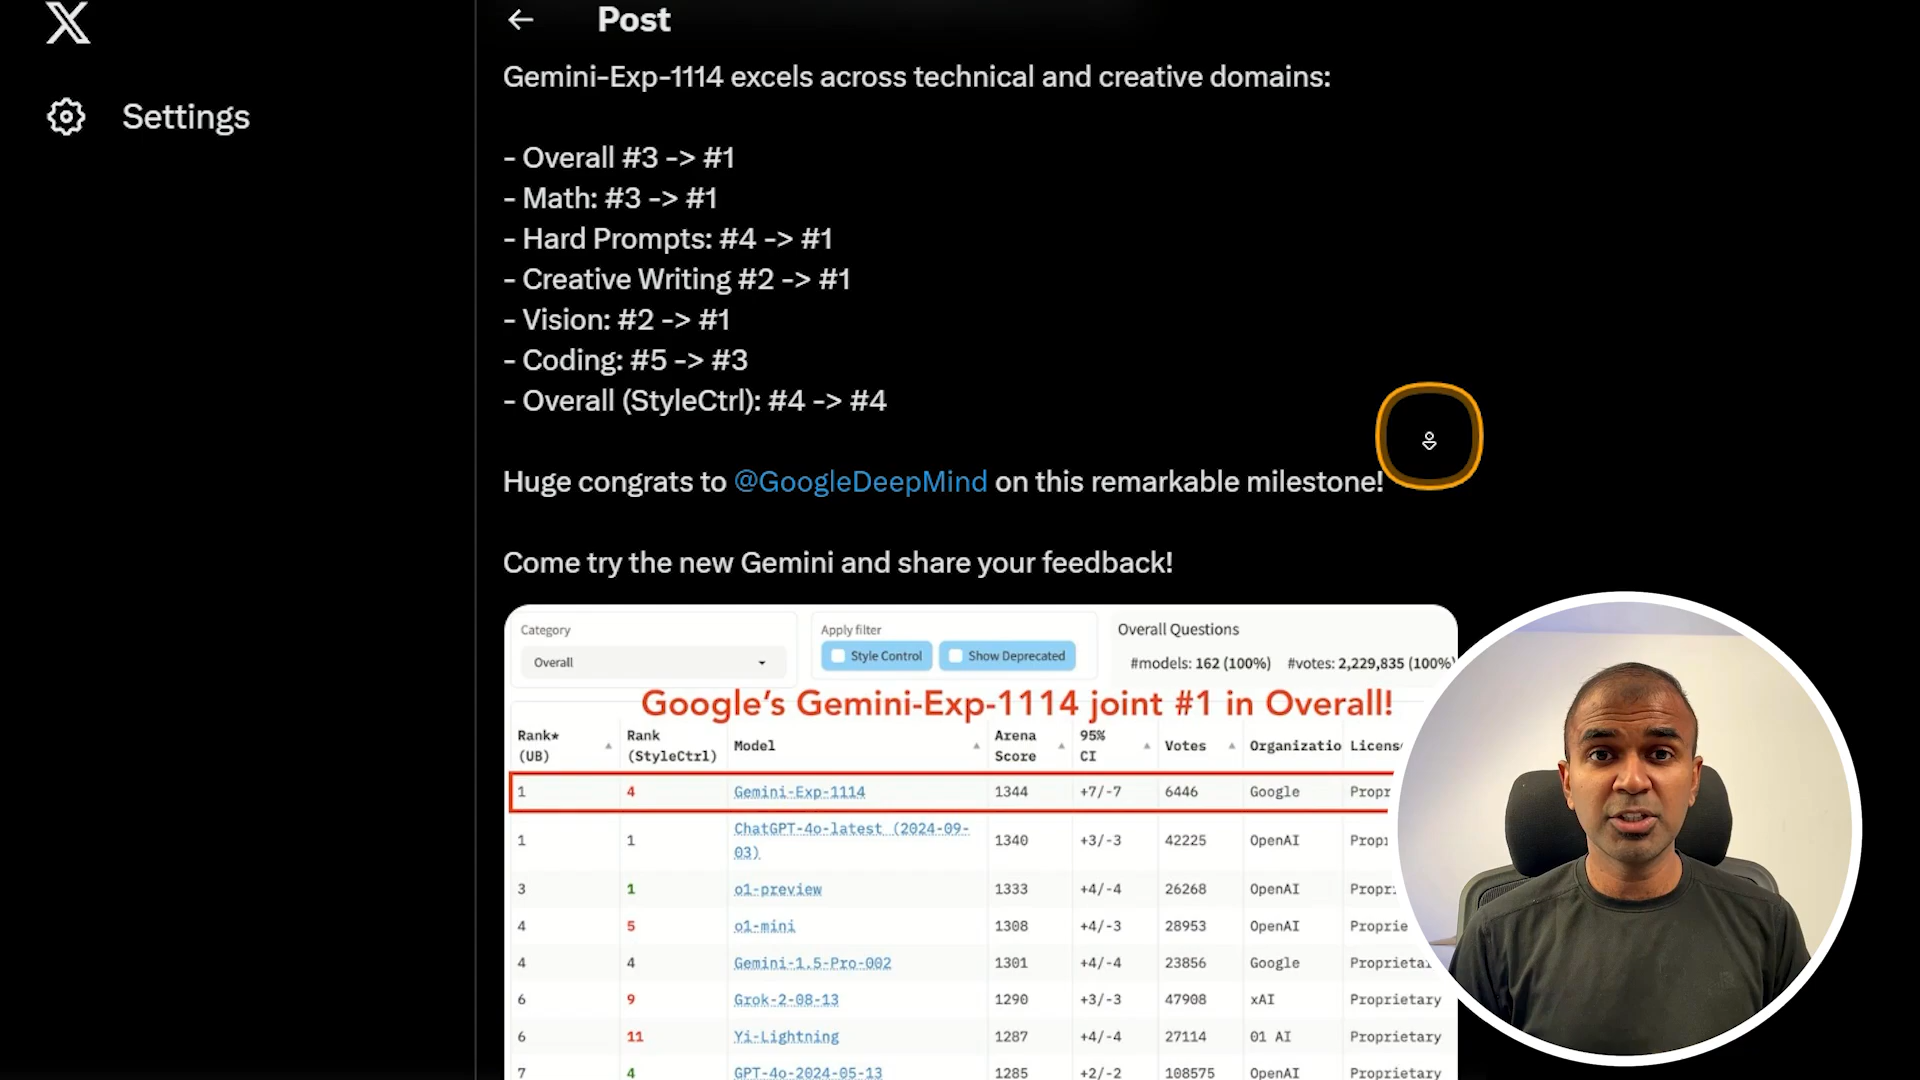 Post
Settings
Gemini-Exp-1114 excels across technical and creative domains:
- Overall #3 -> #1
- Math: #3 -> #1
- Hard Prompts: #4 -> #1
- Creative Writing #2 -> #1
- Vision: #2 -> #1
- Coding: #5 -> #3
- Overall (StyleCtrl): #4 -> #4
Huge congrats to @GoogleDeepMind on this remarkable milestone!
Come try the new Gemini and share your feedback!
Category
Overall
Apply filter
Style Control Show Deprecated
Overall Questions
#models: 162 (100%) #votes: 2,229,835 (100%)
Google's Gemini-Exp-1114 joint #1 in Overall!
Rank* (UB) Rank (StyleCtrl) Model Arena Score 95% CI Votes Organizatio License
1 4 Gemini-Exp-1114 1344 +7/-7 6446 Google Propr
1 1 ChatGPT-4o-latest (2024-09-03) 1340 +3/-3 42225 OpenAI Propr
3 1 o1-preview 1333 +4/-4 26268 OpenAI Propr
4 5 o1-mini 1308 +4/-3 28953 OpenAI Proprie
4 4 Gemini-1.5-Pro-002 1301 +4/-4 23856 Google Proprieta
6 9 Grok-2-08-13 1290 +3/-3 47908 xAI Proprietary
6 11 Yi-Lightning 1287 +4/-4 27114 01 AI Proprietary
7 4 GPT-4o-2024-05-13 1285 +2/-2 108575 OpenAI Proprietary